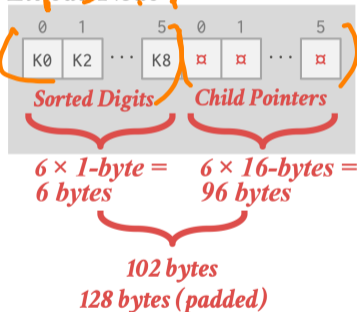 0 1 5 0 1 5
K0 K2 ··· K8 ¤ ¤ ··· ¤
Sorted Digits Child Pointers
6 × 1-byte = 6 × 16-bytes =
6 bytes 96 bytes
102 bytes
128 bytes (padded)